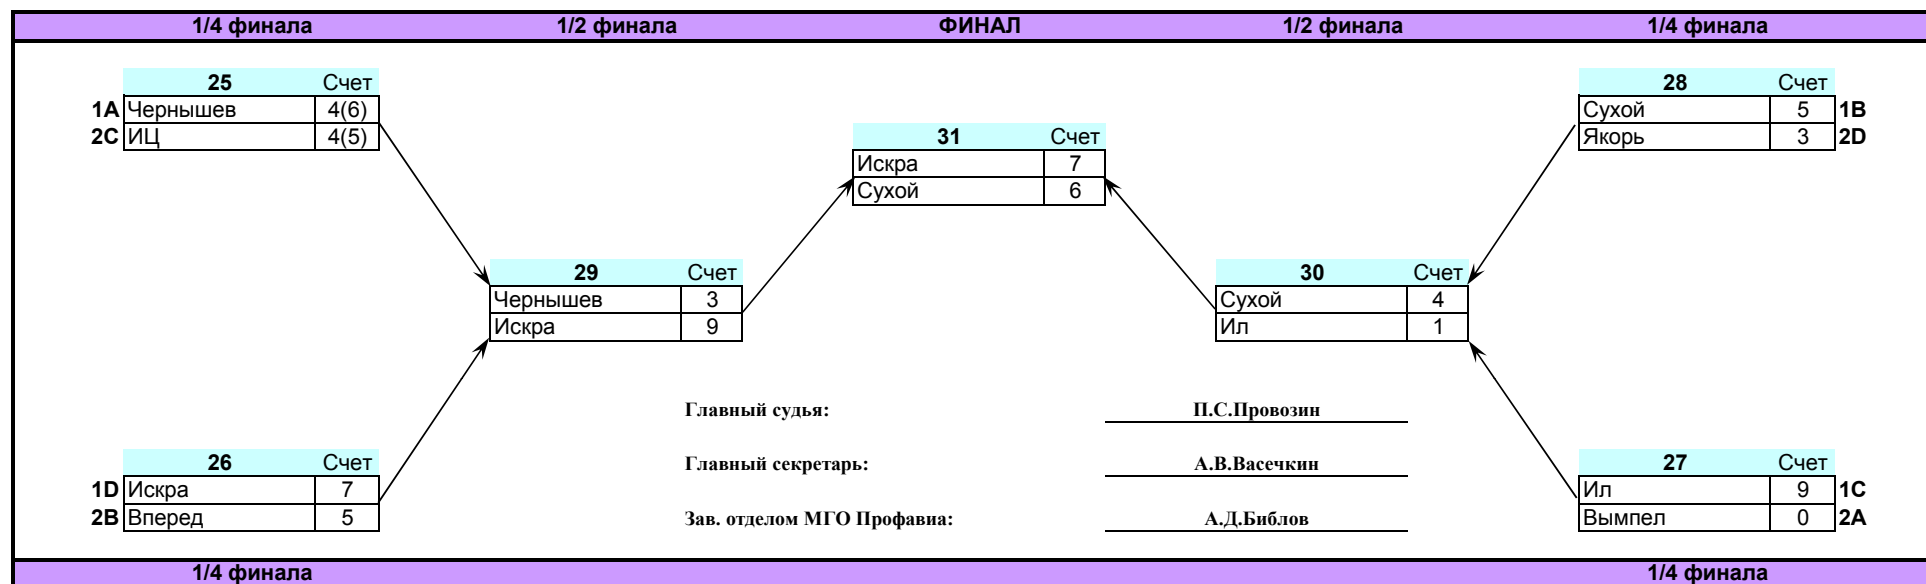 1/4 финала 1/2 финала ФИНАЛ 1/2 финала 1/4 финала
25 Счет 28 Счет
1A Чернышев 4(6) Сухой 5 1B
2C ИЦ 4(5) 31 Счет Якорь 3 2D
Искра 7
Сухой 6
29 Счет 30 Счет
Чернышев 3 Сухой 4
Искра 9 Ил 1
Главный судья: П.С.Провозин
26 Счет Главный секретарь: А.В.Васечкин 27 Счет
1D Искра 7 Ил 9 1C
2B Вперед 5 Зав. отделом МГО Профавиа: А.Д.Библов Вымпел 0 2A
1/4 финала 1/4 финала